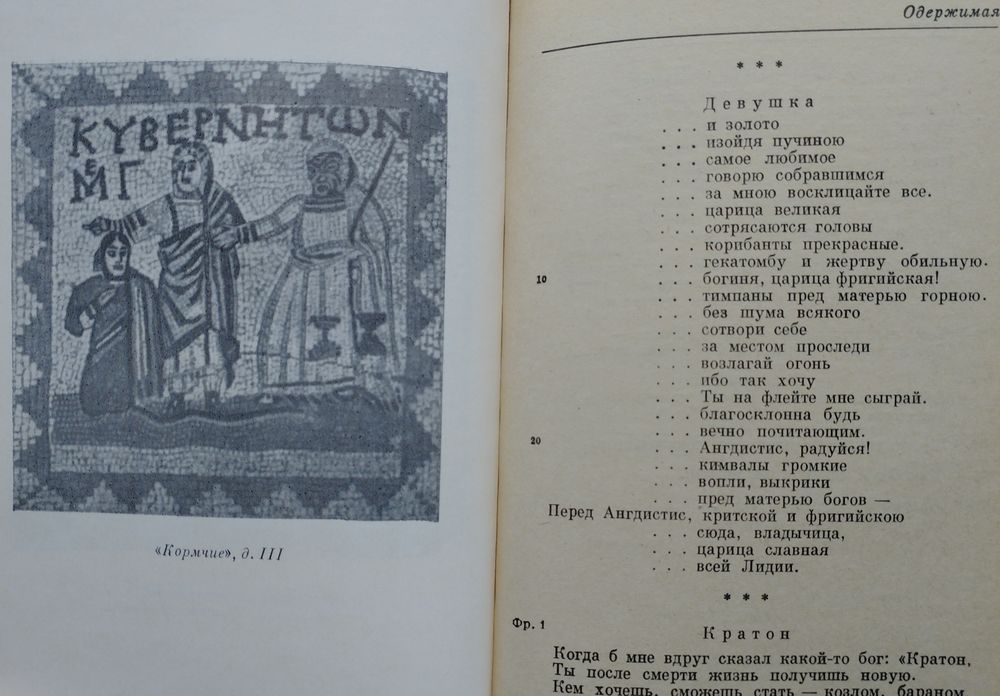 ΚΥΒΕΡΝΗΤΩΝ
ΜΕΓ
«Кормчие», д. III
Одержимая
* * *
Девушка
. . . и золото
. . . изойдя пучиною
. . . самое любимое
. . . говорю собравшимся
. . . за мною восклицайте все.
. . . царица великая
. . . сотрясаются головы
. . . корибанты прекрасные.
. . . гекатомбу и жертву обильную.
10 . . . богиня, царица фригийская!
. . . тимпаны пред матерью горною.
. . . без шума всякого
. . . сотвори себе
. . . за местом проследи
. . . возлагай огонь
. . . ибо так хочу
. . . Ты на флейте мне сыграй.
. . . благосклонна будь
. . . вечно почитающим.
20 . . . Ангдистис, радуйся!
. . . кимвалы громкие
. . . вопли, выкрики
. . . пред матерью богов —
Перед Ангдистис, критской и фригийскою
. . . сюда, владычица,
. . . царица славная
. . . всей Лидии.
* * *
Фр. 1
Кратон
Когда б мне вдруг сказал какой-то бог: «Кратон,
Ты после смерти жизнь получишь новую.
Кем хочешь, сможешь стать — козлом, бараном,